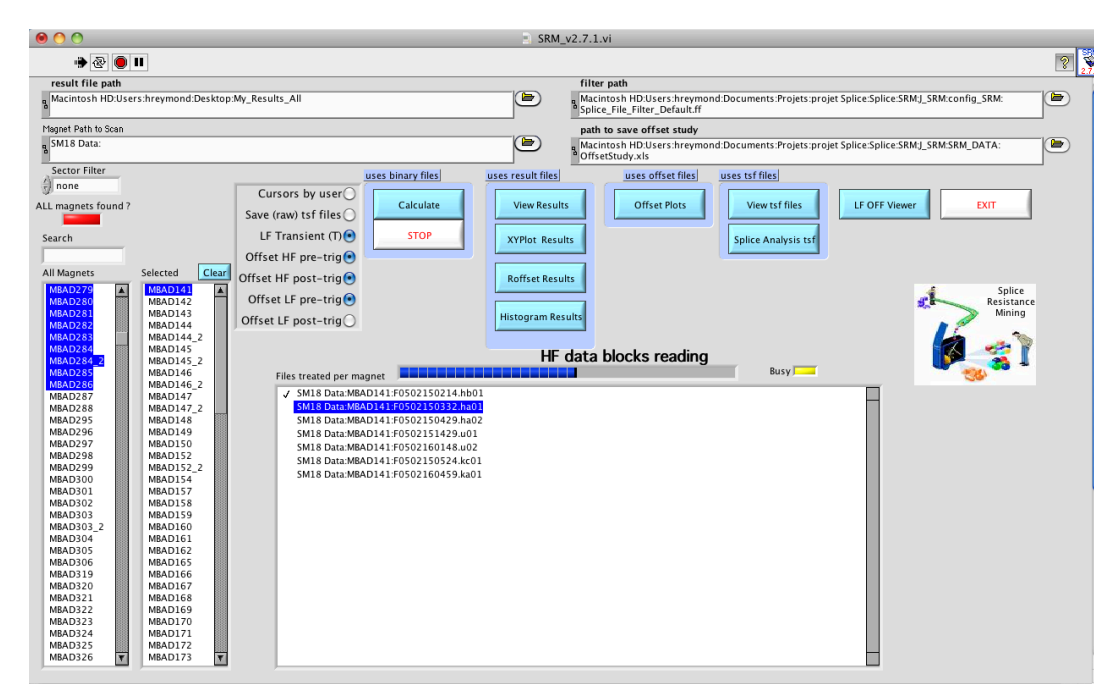 SRM_v2.7.1.vi
result file path
Macintosh HD:Users:hreymond:Desktop:My_Results_All
filter path
Macintosh HD:Users:hreymond:Documents:Projets:projet Splice:Splice:SRM:J_SRM:config_SRM:
Splice_File_Filter_Default.ff
Magnet Path to Scan
SM18 Data:
path to save offset study
Macintosh HD:Users:hreymond:Documents:Projets:projet Splice:Splice:SRM:J_SRM:SRM_DATA:
OffsetStudy.xls
Sector Filter
none
ALL magnets found ?
Search
Cursors by user
Save (raw) tsf files
LF Transient (T)
Offset HF pre-trig
Offset HF post-trig
Offset LF pre-trig
Offset LF post-trig
uses binary files
Calculate
STOP
uses result files
View Results
XYPlot Results
Roffset Results
Histogram Results
uses offset files
Offset Plots
uses tsf files
View tsf files
Splice Analysis tsf
LF OFF Viewer
EXIT
All Magnets
MBAD279
MBAD280
MBAD281
MBAD282
MBAD283
MBAD284
MBAD284_2
MBAD285
MBAD286
MBAD287
MBAD288
MBAD295
MBAD296
MBAD297
MBAD298
MBAD299
MBAD300
MBAD301
MBAD302
MBAD303
MBAD303_2
MBAD304
MBAD305
MBAD306
MBAD319
MBAD320
MBAD321
MBAD322
MBAD323
MBAD324
MBAD325
MBAD326
Selected
Clear
MBAD141
MBAD142
MBAD143
MBAD144
MBAD144_2
MBAD145
MBAD145_2
MBAD146
MBAD146_2
MBAD147
MBAD147_2
MBAD148
MBAD149
MBAD150
MBAD152
MBAD152_2
MBAD154
MBAD157
MBAD158
MBAD159
MBAD160
MBAD161
MBAD162
MBAD165
MBAD166
MBAD167
MBAD168
MBAD169
MBAD170
MBAD171
MBAD172
MBAD173
Splice
Resistance
Mining
HF data blocks reading
Files treated per magnet
Busy
✓ SM18 Data:MBAD141:F0502150214.hb01
SM18 Data:MBAD141:F0502150332.ha01
SM18 Data:MBAD141:F0502150429.ha02
SM18 Data:MBAD141:F0502151429.u01
SM18 Data:MBAD141:F0502160148.u02
SM18 Data:MBAD141:F0502150524.kc01
SM18 Data:MBAD141:F0502160459.ka01